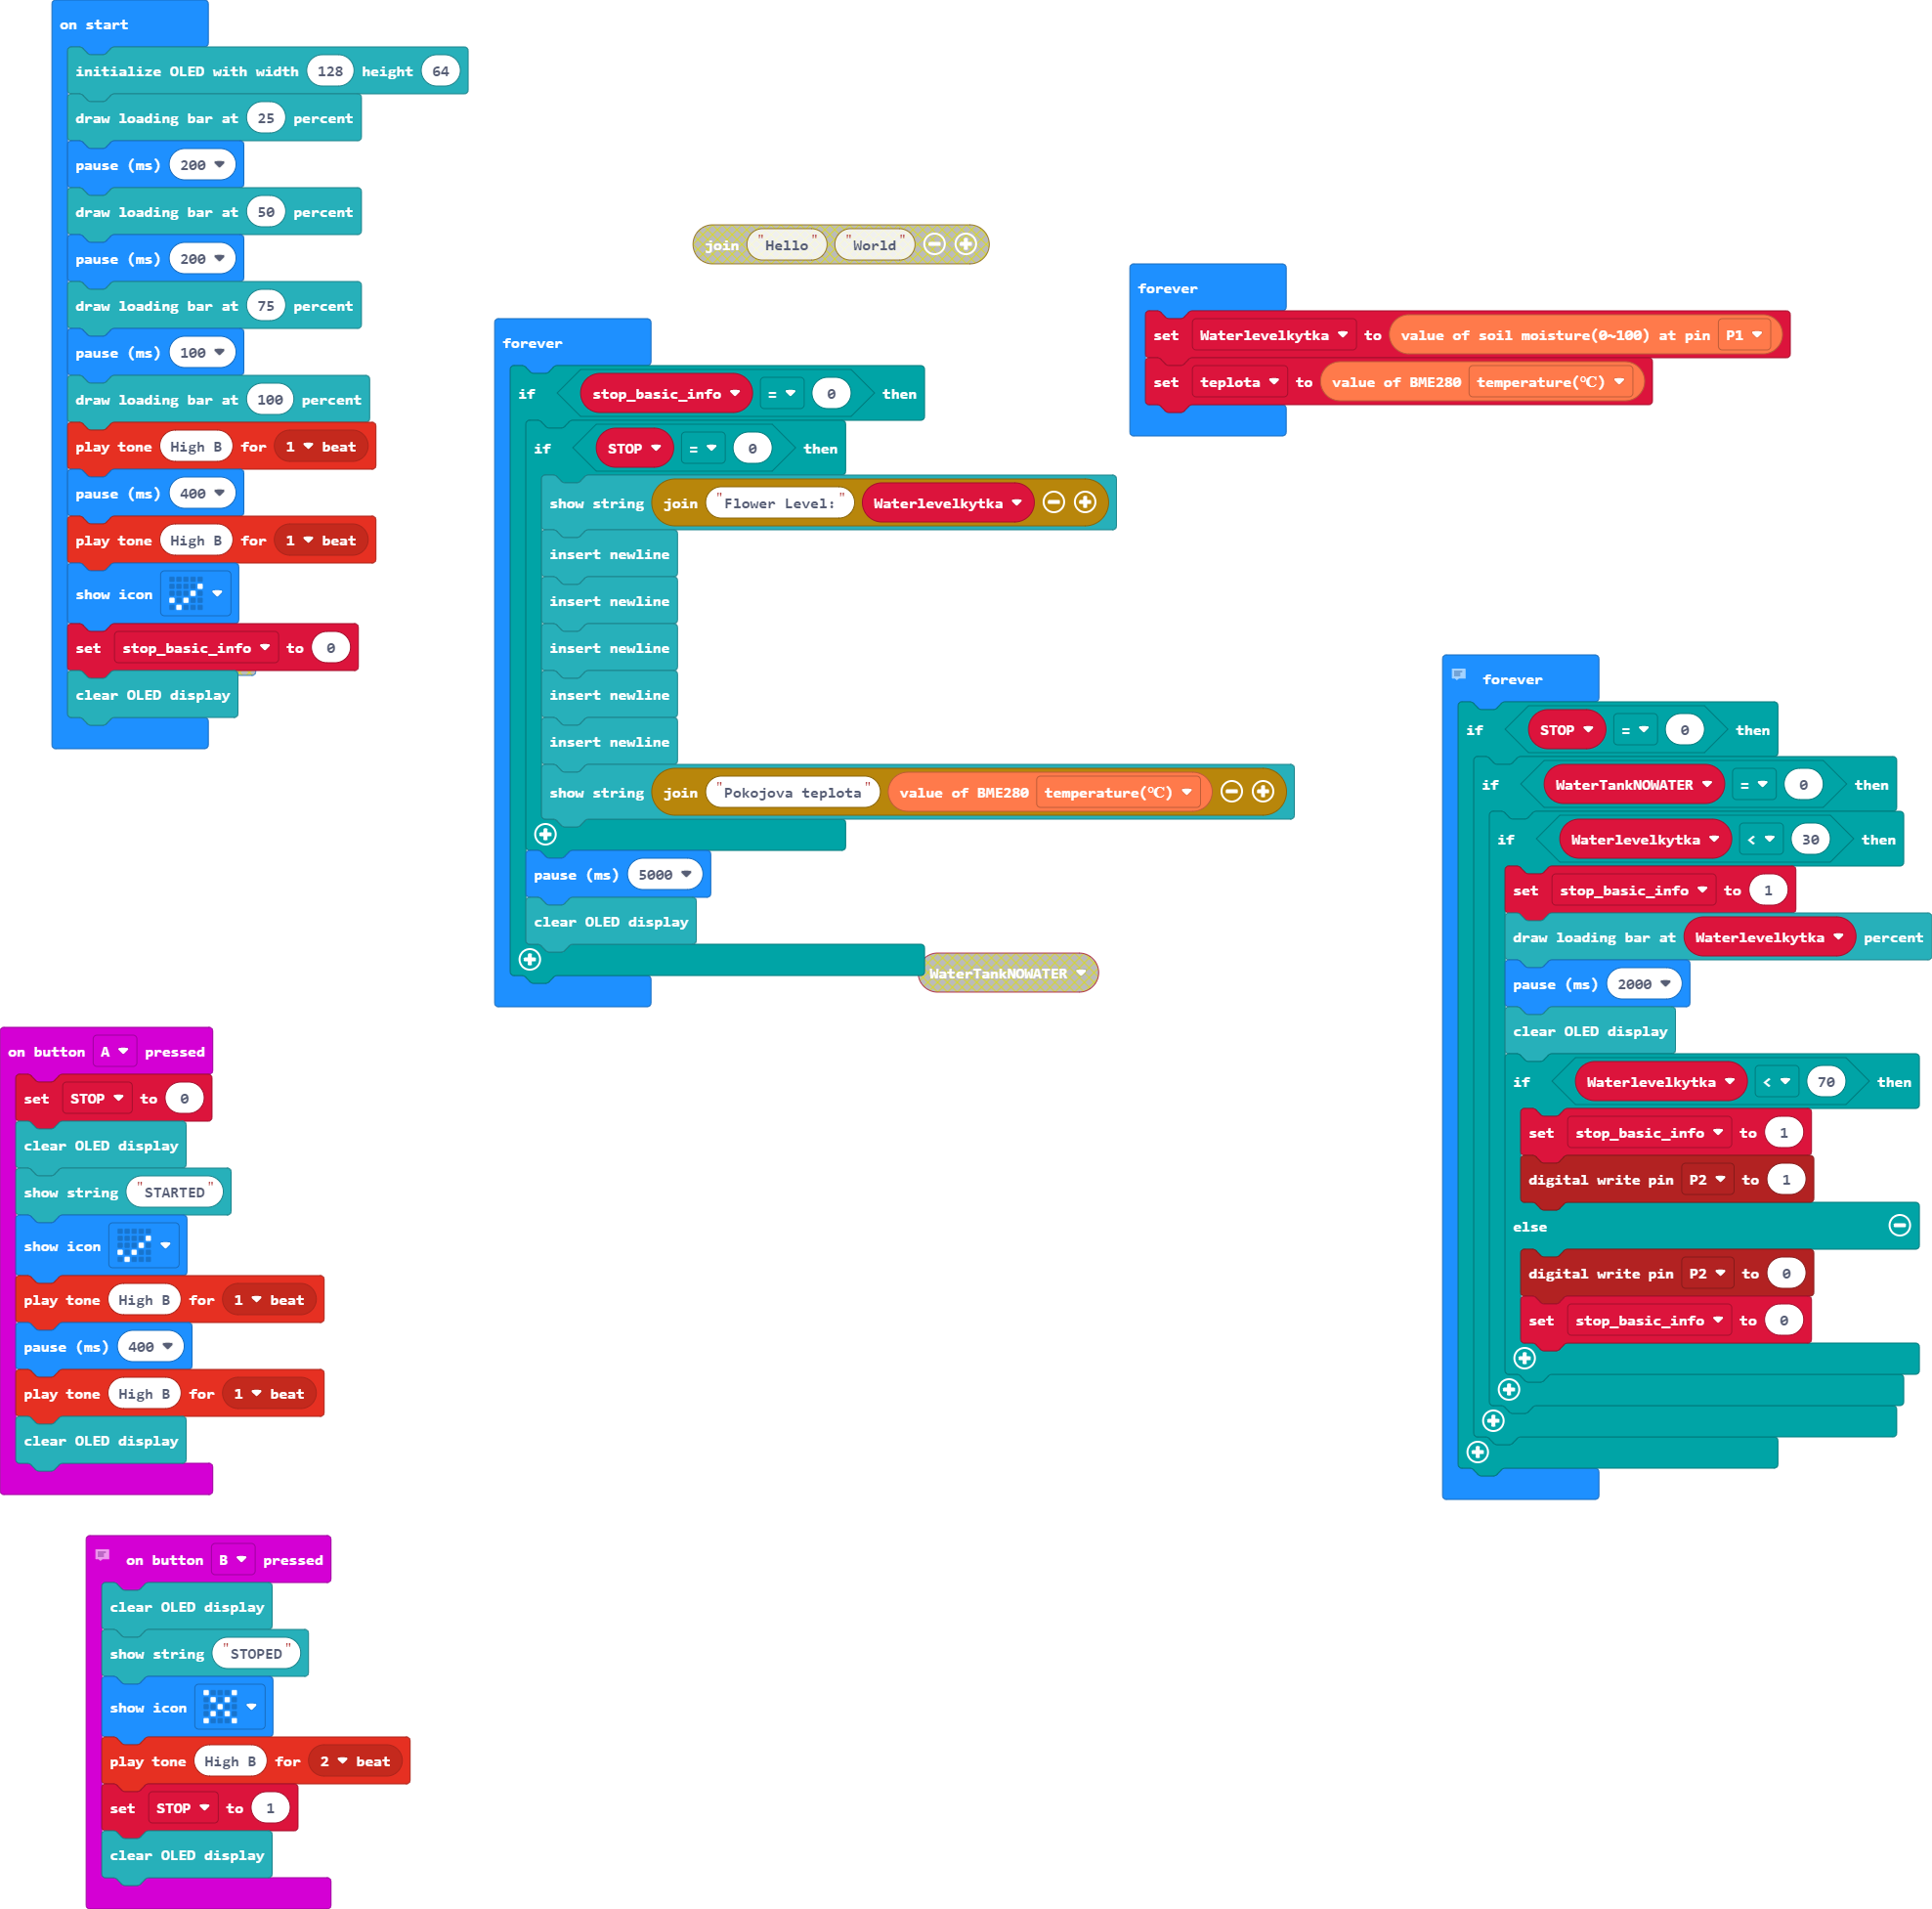 on start
initialize OLED with width 128 height 64
draw loading bar at 25 percent
pause (ms) 200
draw loading bar at 50 percent
pause (ms) 200
draw loading bar at 75 percent
pause (ms) 100
draw loading bar at 100 percent
play tone High B for 1 beat
pause (ms) 400
play tone High B for 1 beat
show icon
set stop_basic_info to 0
clear OLED display
join "Hello" "World"
forever
if stop_basic_info = 0 then
if STOP = 0 then
show string join "Flower Level:" Waterlevelkytka
insert newline
insert newline
insert newline
insert newline
insert newline
show string join "Pokojova teplota" value of BME280 temperature(℃)
pause (ms) 5000
clear OLED display
WaterTankNOWATER
forever
set Waterlevelkytka to value of soil moisture(0~100) at pin P1
set teplota to value of BME280 temperature(℃)
forever
if STOP = 0 then
if WaterTankNOWATER = 0 then
if Waterlevelkytka < 30 then
set stop_basic_info to 1
draw loading bar at Waterlevelkytka percent
pause (ms) 2000
clear OLED display
if Waterlevelkytka < 70 then
set stop_basic_info to 1
digital write pin P2 to 1
else
digital write pin P2 to 0
set stop_basic_info to 0
on button A pressed
set STOP to 0
clear OLED display
show string "STARTED"
show icon
play tone High B for 1 beat
pause (ms) 400
play tone High B for 1 beat
clear OLED display
on button B pressed
clear OLED display
show string "STOPED"
show icon
play tone High B for 2 beat
set STOP to 1
clear OLED display